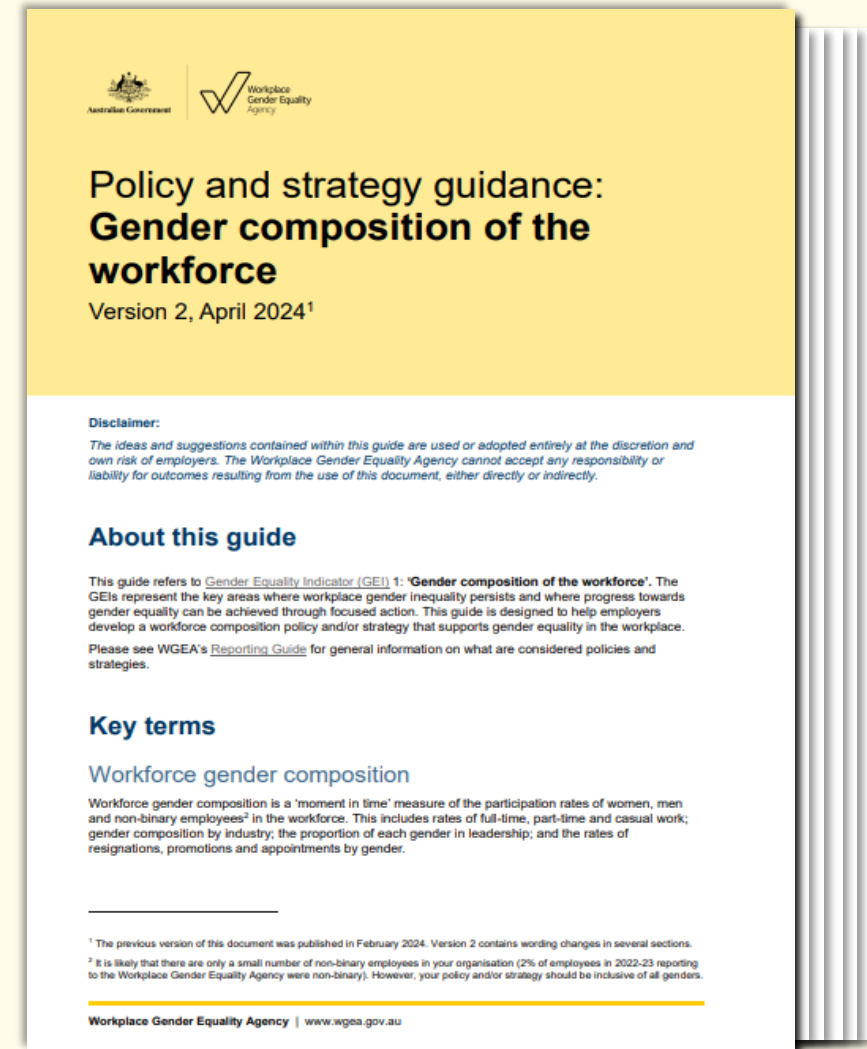 Australian Government
Workplace
Gender Equality
Agency
Policy and strategy guidance:
Gender composition of the
workforce
Version 2, April 2024¹
Disclaimer:
The ideas and suggestions contained within this guide are used or adopted entirely at the discretion and
own risk of employers. The Workplace Gender Equality Agency cannot accept any responsibility or
liability for outcomes resulting from the use of this document, either directly or indirectly.
About this guide
This guide refers to Gender Equality Indicator (GEI) 1: ‘Gender composition of the workforce’. The
GEIs represent the key areas where workplace gender inequality persists and where progress towards
gender equality can be achieved through focused action. This guide is designed to help employers
develop a workforce composition policy and/or strategy that supports gender equality in the workplace.
Please see WGEA's Reporting Guide for general information on what are considered policies and
strategies.
Key terms
Workforce gender composition
Workforce gender composition is a ‘moment in time’ measure of the participation rates of women, men
and non-binary employees² in the workforce. This includes rates of full-time, part-time and casual work;
gender composition by industry; the proportion of each gender in leadership; and the rates of
resignations, promotions and appointments by gender.
¹ The previous version of this document was published in February 2024. Version 2 contains wording changes in several sections.
² It is likely that there are only a small number of non-binary employees in your organisation (2% of employees in 2022-23 reporting
to the Workplace Gender Equality Agency were non-binary). However, your policy and/or strategy should be inclusive of all genders.
Workplace Gender Equality Agency | www.wgea.gov.au